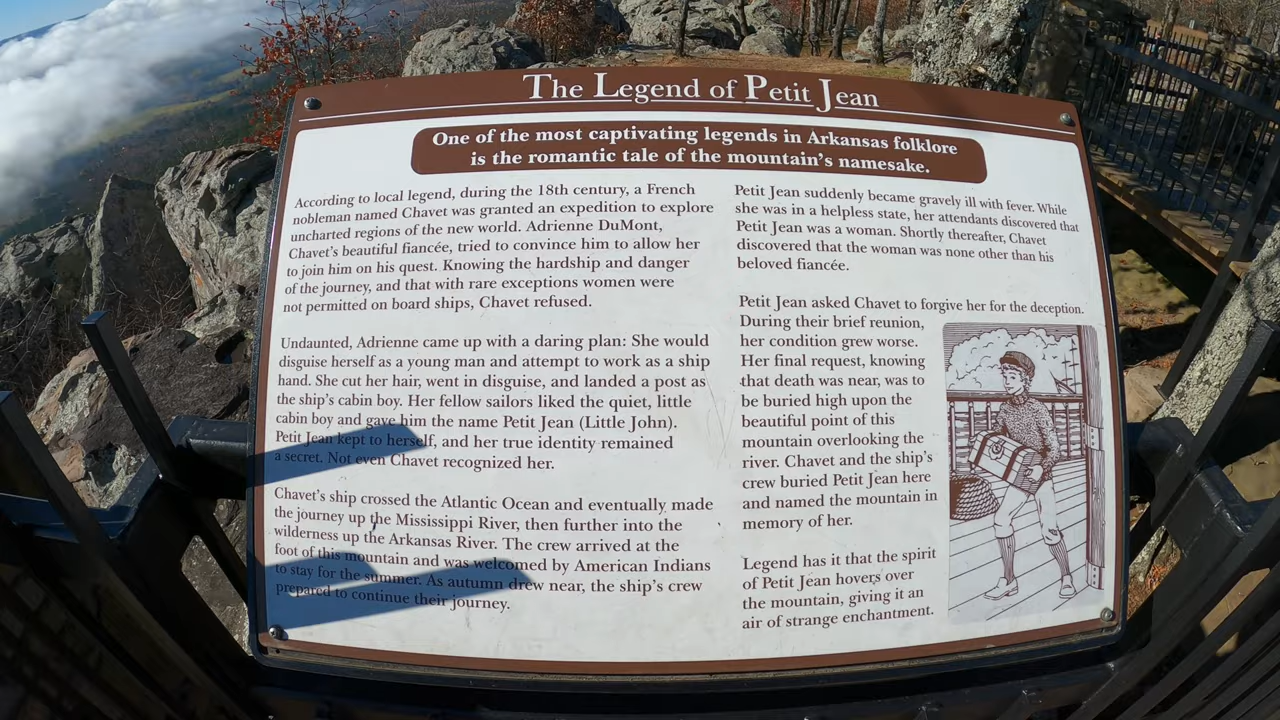 The Legend of Petit Jean
One of the most captivating legends in Arkansas folklore
is the romantic tale of the mountain's namesake.
According to local legend, during the 18th century, a French
nobleman named Chavet was granted an expedition to explore
uncharted regions of the new world. Adrienne DuMont,
Chavet's beautiful fiancée, tried to convince him to allow her
to join him on his quest. Knowing the hardship and danger
of the journey, and that with rare exceptions women were
not permitted on board ships, Chavet refused.
Undaunted, Adrienne came up with a daring plan: She would
disguise herself as a young man and attempt to work as a ship
hand. She cut her hair, went in disguise, and landed a post as
the ship's cabin boy. Her fellow sailors liked the quiet, little
cabin boy and gave him the name Petit Jean (Little John).
Petit Jean kept to herself, and her true identity remained
a secret. Not even Chavet recognized her.
Chavet's ship crossed the Atlantic Ocean and eventually made
the journey up the Mississippi River, then further into the
wilderness up the Arkansas River. The crew arrived at the
foot of this mountain and was welcomed by American Indians
to stay for the summer. As autumn drew near, the ship's crew
prepared to continue their journey.
Petit Jean suddenly became gravely ill with fever. While
she was in a helpless state, her attendants discovered that
Petit Jean was a woman. Shortly thereafter, Chavet
discovered that the woman was none other than his
beloved fiancée.
Petit Jean asked Chavet to forgive her for the deception.
During their brief reunion,
her condition grew worse.
Her final request, knowing
that death was near, was to
be buried high upon the
beautiful point of this
mountain overlooking the
river. Chavet and the ship's
crew buried Petit Jean here
and named the mountain in
memory of her.
Legend has it that the spirit
of Petit Jean hovers over
the mountain, giving it an
air of strange enchantment.